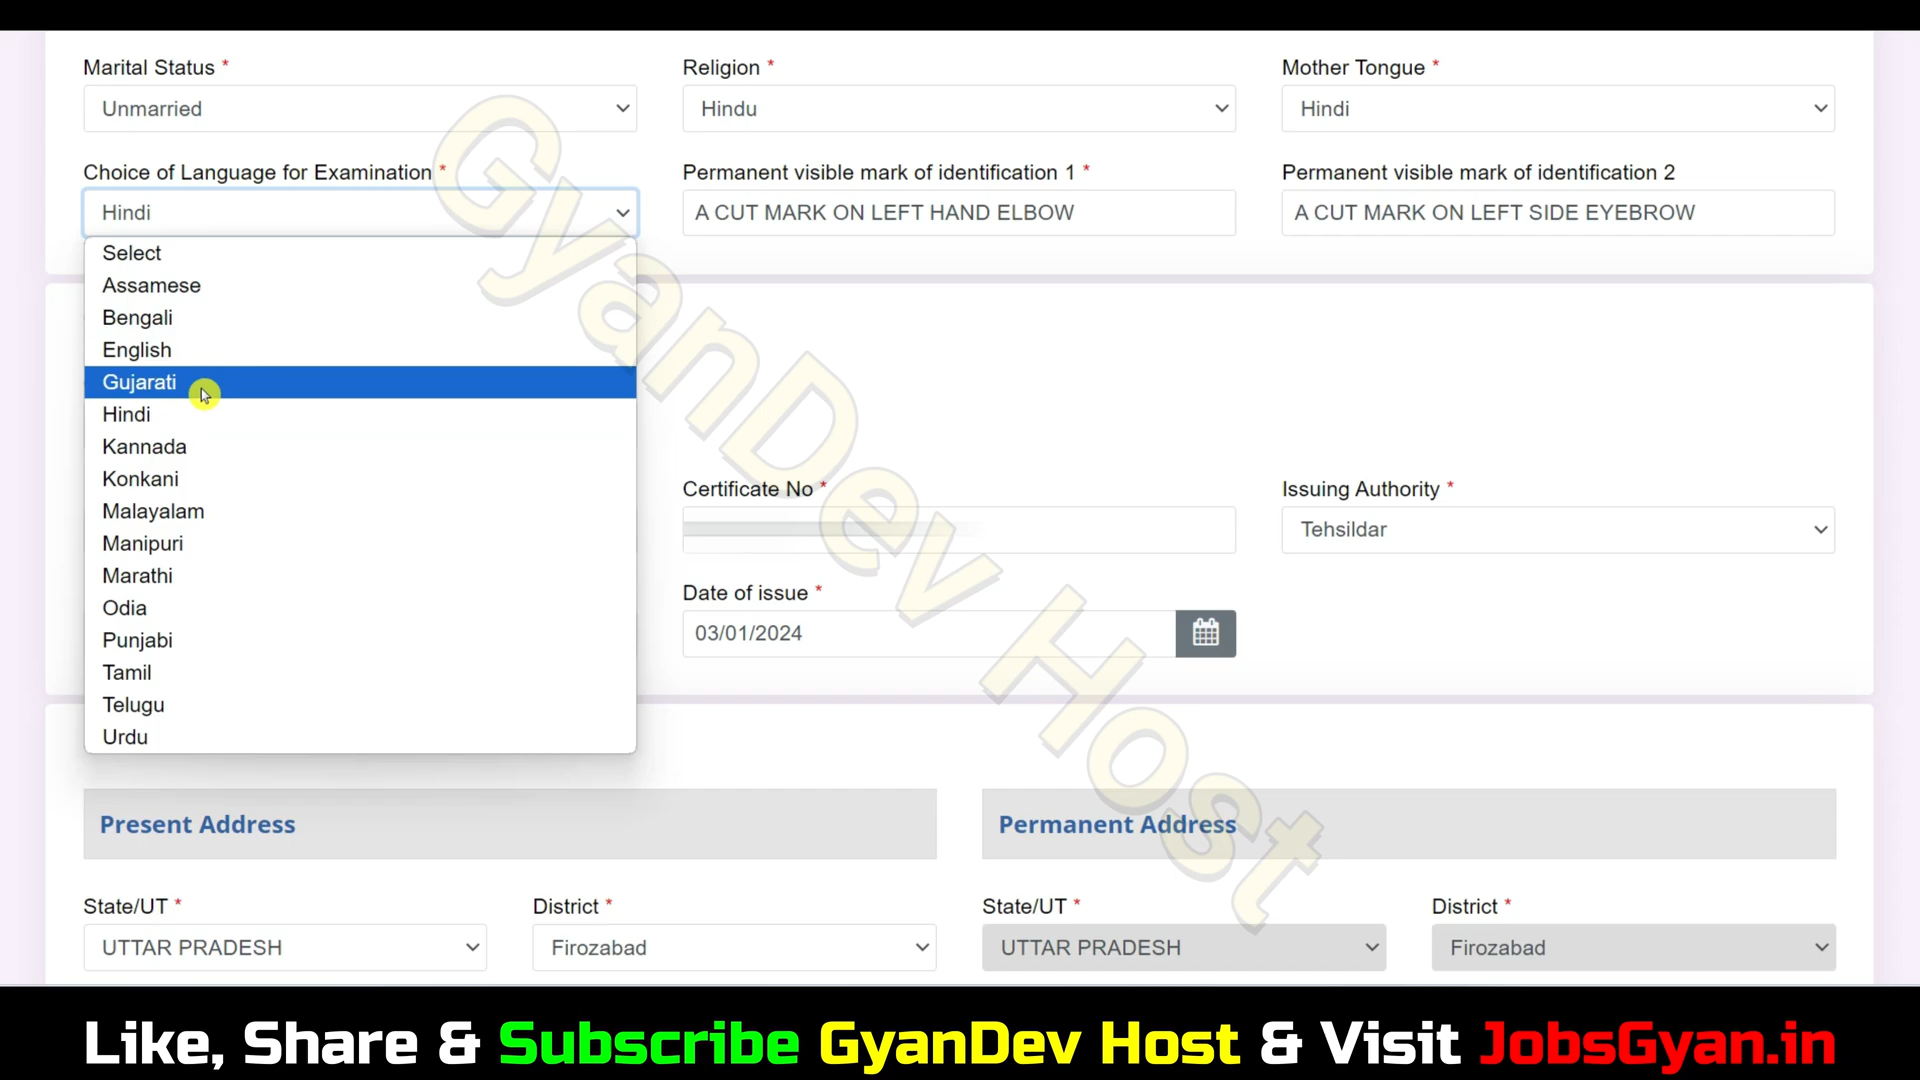 Marital Status *
Religion *
Mother Tongue *
Unmarried
Hindu
Hindi
Choice of Language for Examination *
Permanent visible mark of identification 1 *
Permanent visible mark of identification 2
Hindi
A CUT MARK ON LEFT HAND ELBOW
A CUT MARK ON LEFT SIDE EYEBROW
Select
Assamese
Bengali
English
Gujarati
Hindi
Kannada
Konkani
Malayalam
Manipuri
Marathi
Odia
Punjabi
Tamil
Telugu
Urdu
Certificate No *
Issuing Authority *
Tehsildar
Date of issue *
03/01/2024
GyanDev Host
Present Address
Permanent Address
State/UT *
District *
State/UT *
District *
UTTAR PRADESH
Firozabad
UTTAR PRADESH
Firozabad
Like, Share & Subscribe GyanDev Host & Visit JobsGyan.in